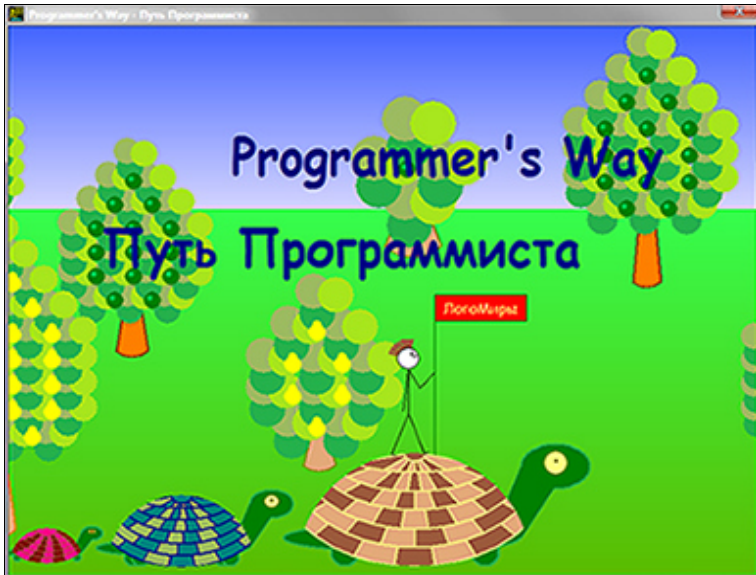 Programmer's Way - Путь Программиста
Programmer's Way
Путь Программиста
ЛогоМиры